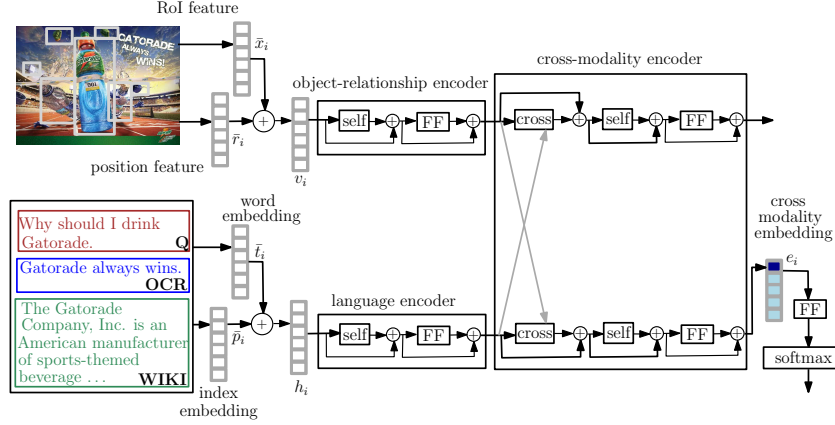 RoI feature
GATORADE
ALWAYS
WINS!
x̄ᵢ
object-relationship encoder
cross-modality encoder
self
FF
cross
self
FF
r̄ᵢ
position feature
vᵢ
word
embedding
Why should I drink
Gatorade.
Q
t̄ᵢ
Gatorade always wins.
OCR
The Gatorade
Company, Inc. is an
American manufacturer
of sports-themed
beverage ...
WIKI
p̄ᵢ
index
embedding
hᵢ
language encoder
self
FF
cross
self
FF
cross
modality
embedding
eᵢ
FF
softmax